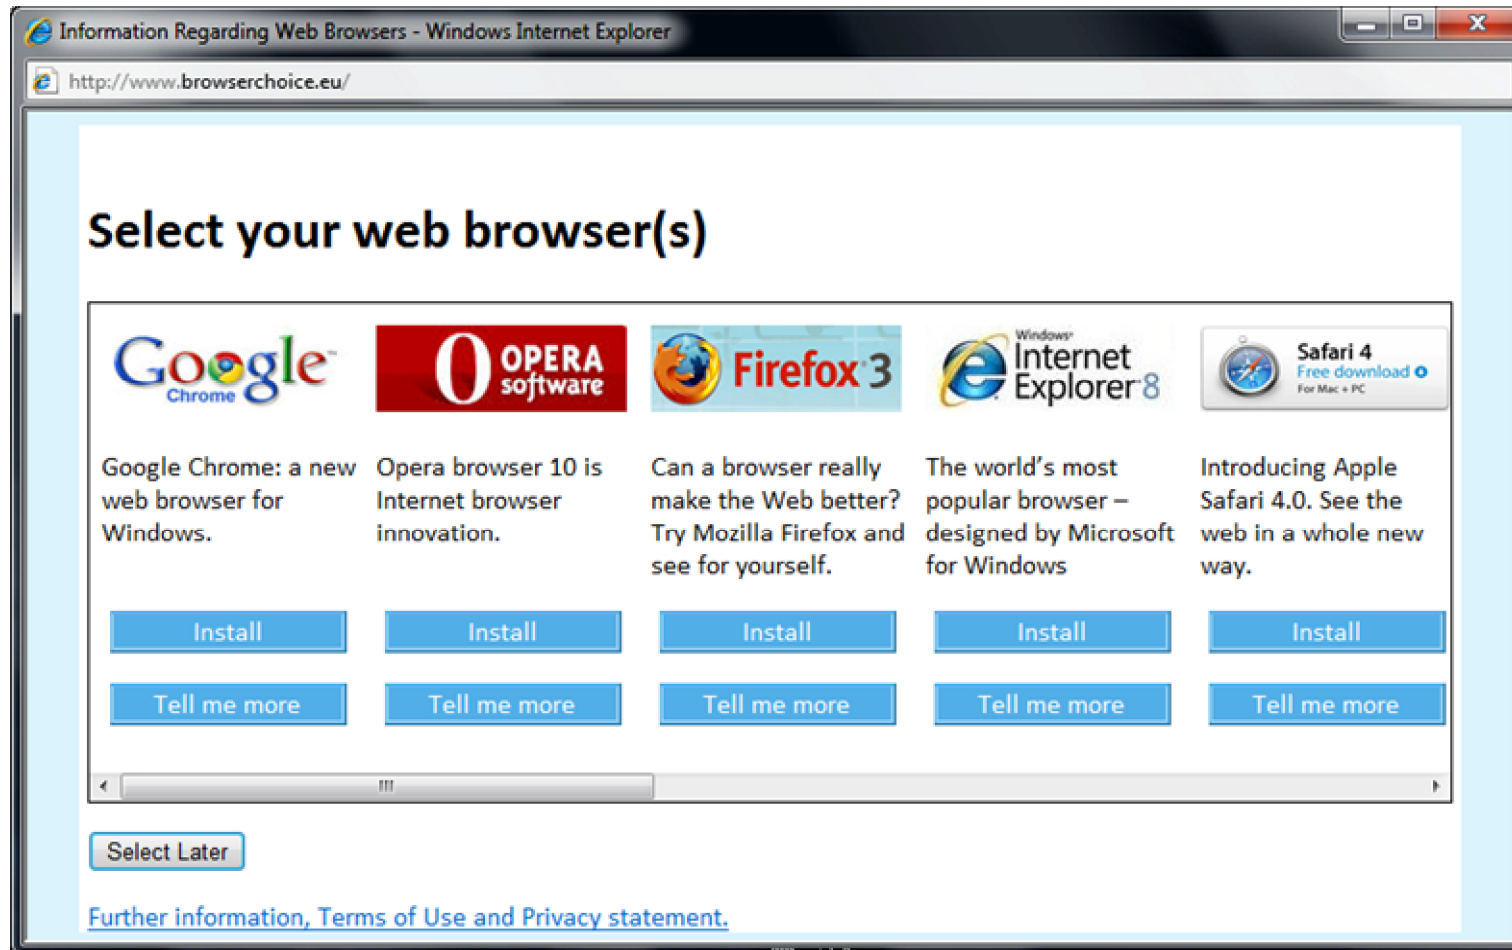 Information Regarding Web Browsers - Windows Internet Explorer
http://www.browserchoice.eu/
Select your web browser(s)
Google™
Chrome
OPERA
software
Firefox 3
Windows®
Internet
Explorer 8
Safari 4
Free download
For Mac + PC
Google Chrome: a new
web browser for
Windows.
Opera browser 10 is
Internet browser
innovation.
Can a browser really
make the Web better?
Try Mozilla Firefox and
see for yourself.
The world’s most
popular browser –
designed by Microsoft
for Windows
Introducing Apple
Safari 4.0. See the
web in a whole new
way.
Install
Install
Install
Install
Install
Tell me more
Tell me more
Tell me more
Tell me more
Tell me more
Select Later
Further information, Terms of Use and Privacy statement.